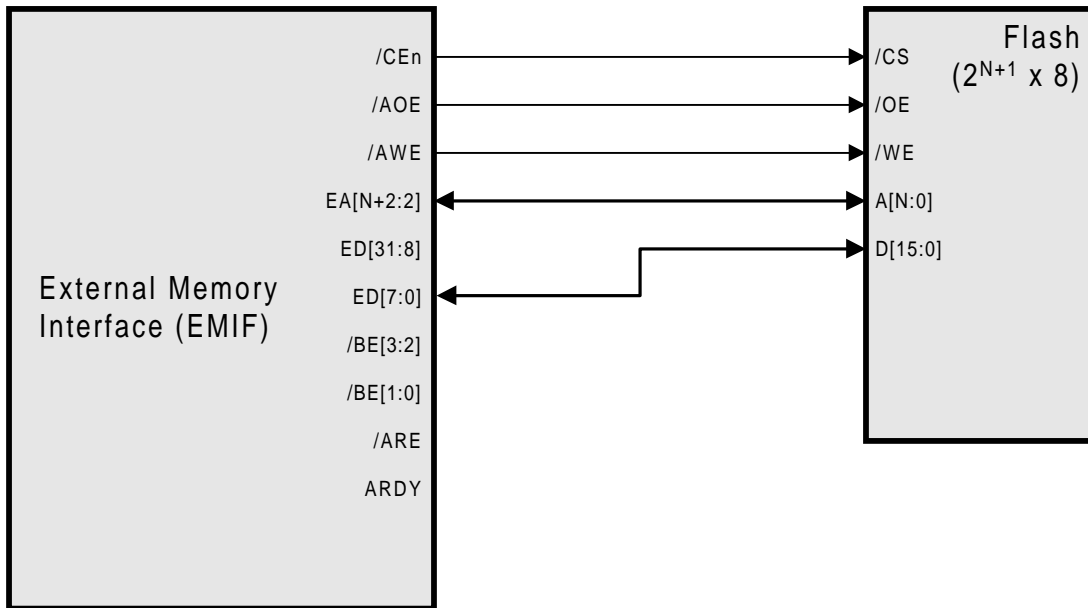 /CEn
/AOE
/AWE
EA[N+2:2]
ED[31:8]
ED[7:0]
/BE[3:2]
/BE[1:0]
/ARE
ARDY
External Memory
Interface (EMIF)
Flash
(2^{N+1} x 8)
/CS
/OE
/WE
A[N:0]
D[15:0]